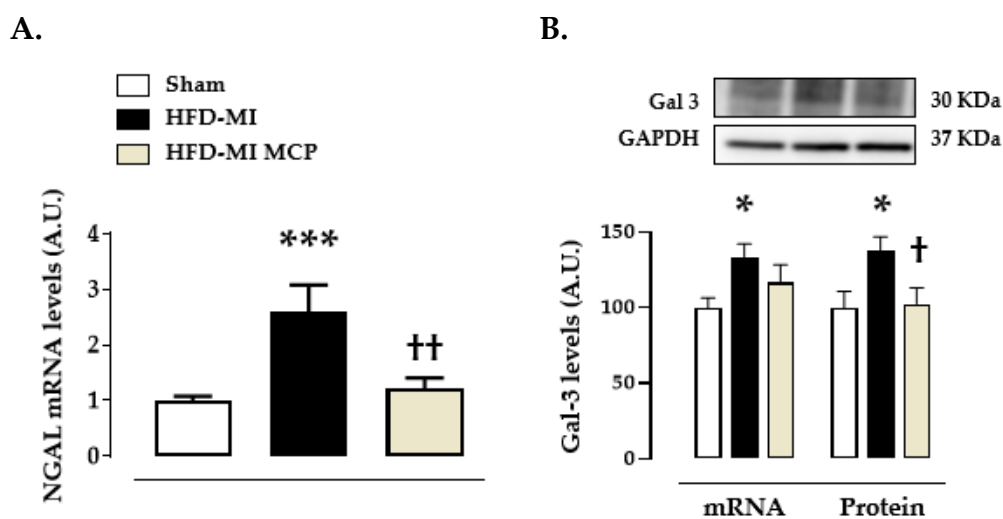 A.
Sham
HFD-MI
HFD-MI MCP
NGAL mRNA levels (A.U.)
4
3
2
1
0
***
††
B.
Gal 3
30 KDa
GAPDH
37 KDa
Gal-3 levels (A.U.)
150
100
50
0
*
*
†
mRNA
Protein